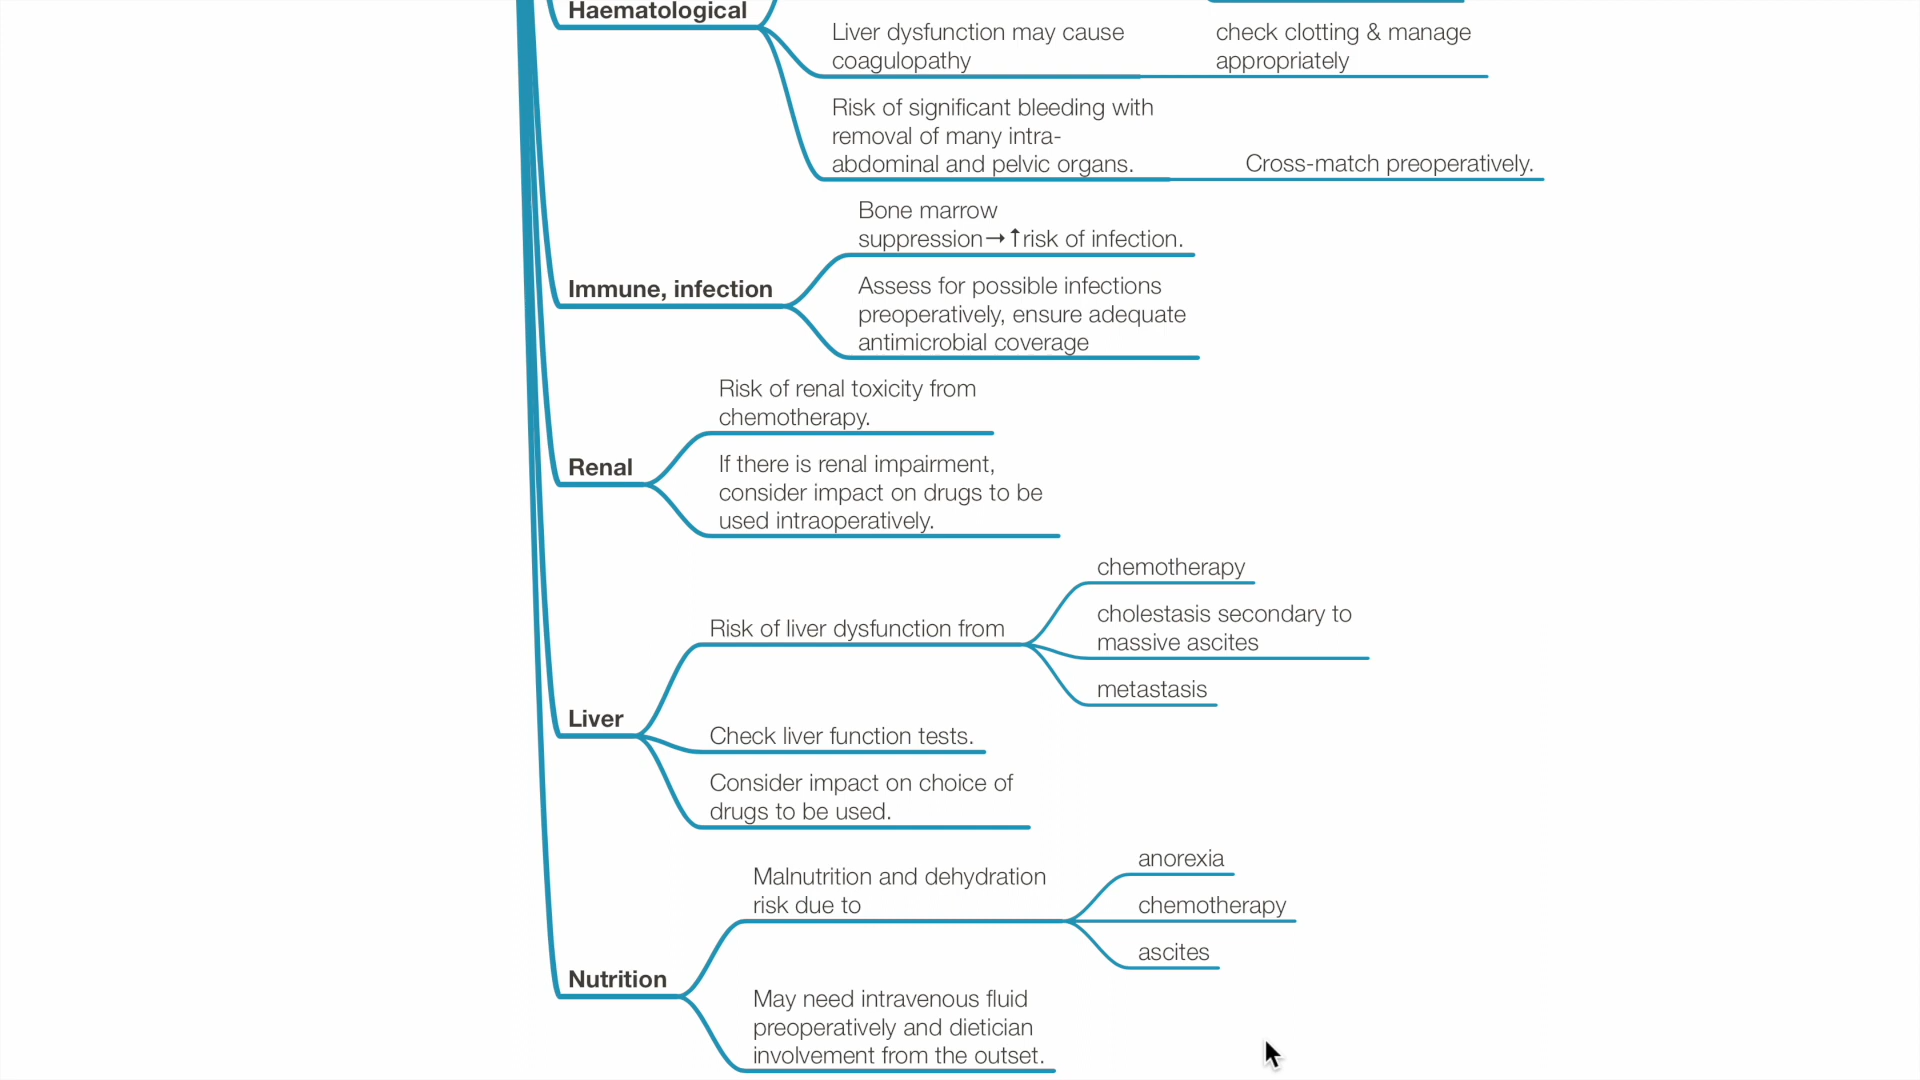 Haematological
Liver dysfunction may cause
coagulopathy
check clotting & manage
appropriately
Risk of significant bleeding with
removal of many intra-
abdominal and pelvic organs.
Cross-match preoperatively.
Immune, infection
Bone marrow
suppression→↑risk of infection.
Assess for possible infections
preoperatively, ensure adequate
antimicrobial coverage
Renal
Risk of renal toxicity from
chemotherapy.
If there is renal impairment,
consider impact on drugs to be
used intraoperatively.
Liver
Risk of liver dysfunction from
chemotherapy
cholestasis secondary to
massive ascites
metastasis
Check liver function tests.
Consider impact on choice of
drugs to be used.
Nutrition
Malnutrition and dehydration
risk due to
anorexia
chemotherapy
ascites
May need intravenous fluid
preoperatively and dietician
involvement from the outset.